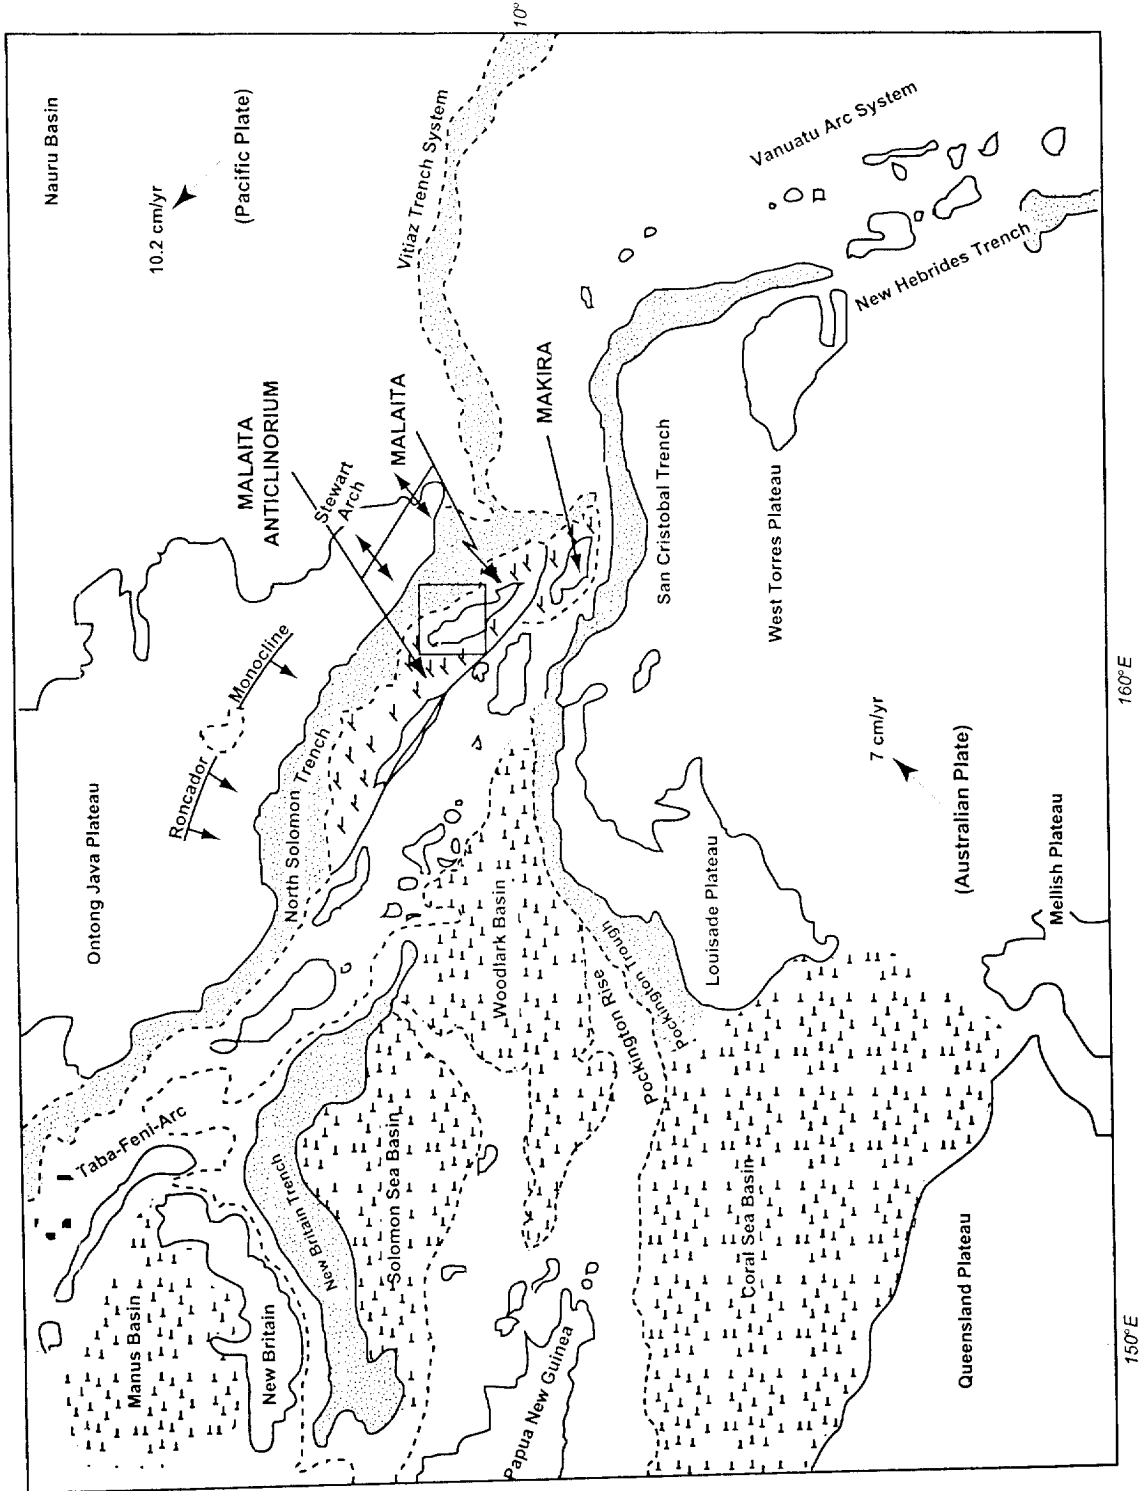 10°
Nauru Basin
10.2 cm/yr
(Pacific Plate)
Vitiaz Trench System
Vanuatu Arc System
New Hebrides Trench
MALAITA
ANTICLINORIUM
Stewart
Arch
MALAITA
MAKIRA
San Cristobal Trench
West Torres Plateau
Monocline
Roncador
Ontong Java Plateau
North Solomon Trench
160°E
7 cm/yr
(Australian Plate)
Mellish Plateau
Louisade Plateau
Woodlark Basin
Pockington Trough
Pockington Rise
Taba-Feni-Arc
New Britain Trench
Solomon Sea Basin
Coral Sea Basin
Queensland Plateau
Manus Basin
New Britain
Papua New Guinea
150°E